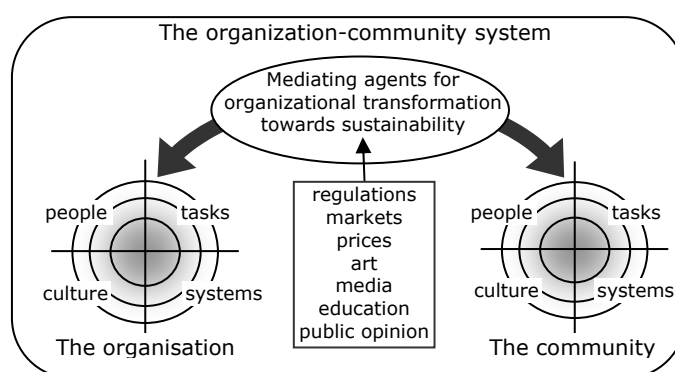 The organization-community system
Mediating agents for
organizational transformation
towards sustainability
people
tasks
culture
systems
The organisation
regulations
markets
prices
art
media
education
public opinion
people
tasks
culture
systems
The community